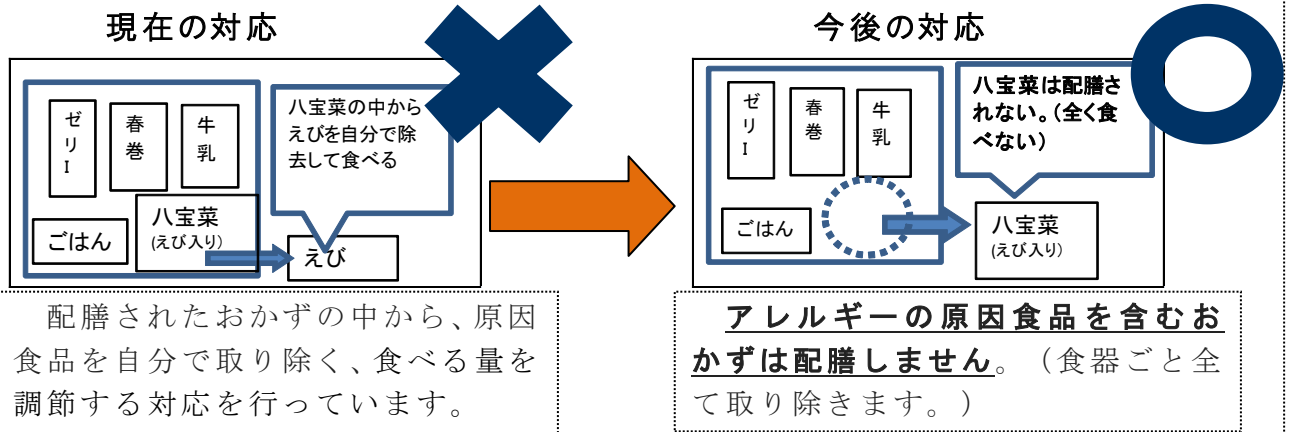 現在の対応
ゼリー
春巻
牛乳
八宝菜の中から
えびを自分で除
去して食べる
ごはん
八宝菜
(えび入り)
えび
配膳されたおかずの中から、原因
食品を自分で取り除く、食べる量を
調節する対応を行っています。
今後の対応
ゼリー
春巻
牛乳
八宝菜は配膳さ
れない。(全く食
べない)
ごはん
八宝菜
(えび入り)
アレルギーの原因食品を含むお
かずは配膳しません。（食器ごと全
て取り除きます。）